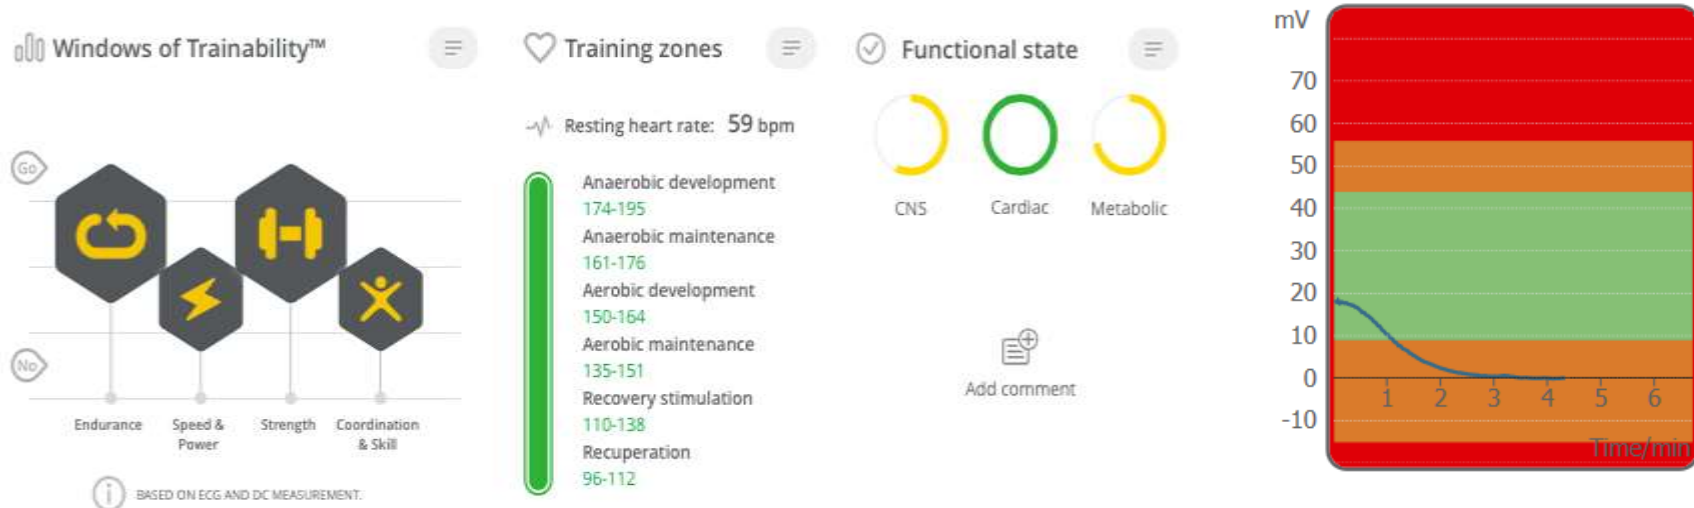 Windows of Trainability™
Go
No
Endurance
Speed &
Power
Strength
Coordination
& Skill
BASED ON ECG AND DC MEASUREMENT.
Training zones
Resting heart rate: 59 bpm
Anaerobic development
174-195
Anaerobic maintenance
161-176
Aerobic development
150-164
Aerobic maintenance
135-151
Recovery stimulation
110-138
Recuperation
96-112
Functional state
CNS
Cardiac
Metabolic
Add comment
mV
70
60
50
40
30
20
10
0
-10
1 2 3 4 5 6
Time/min